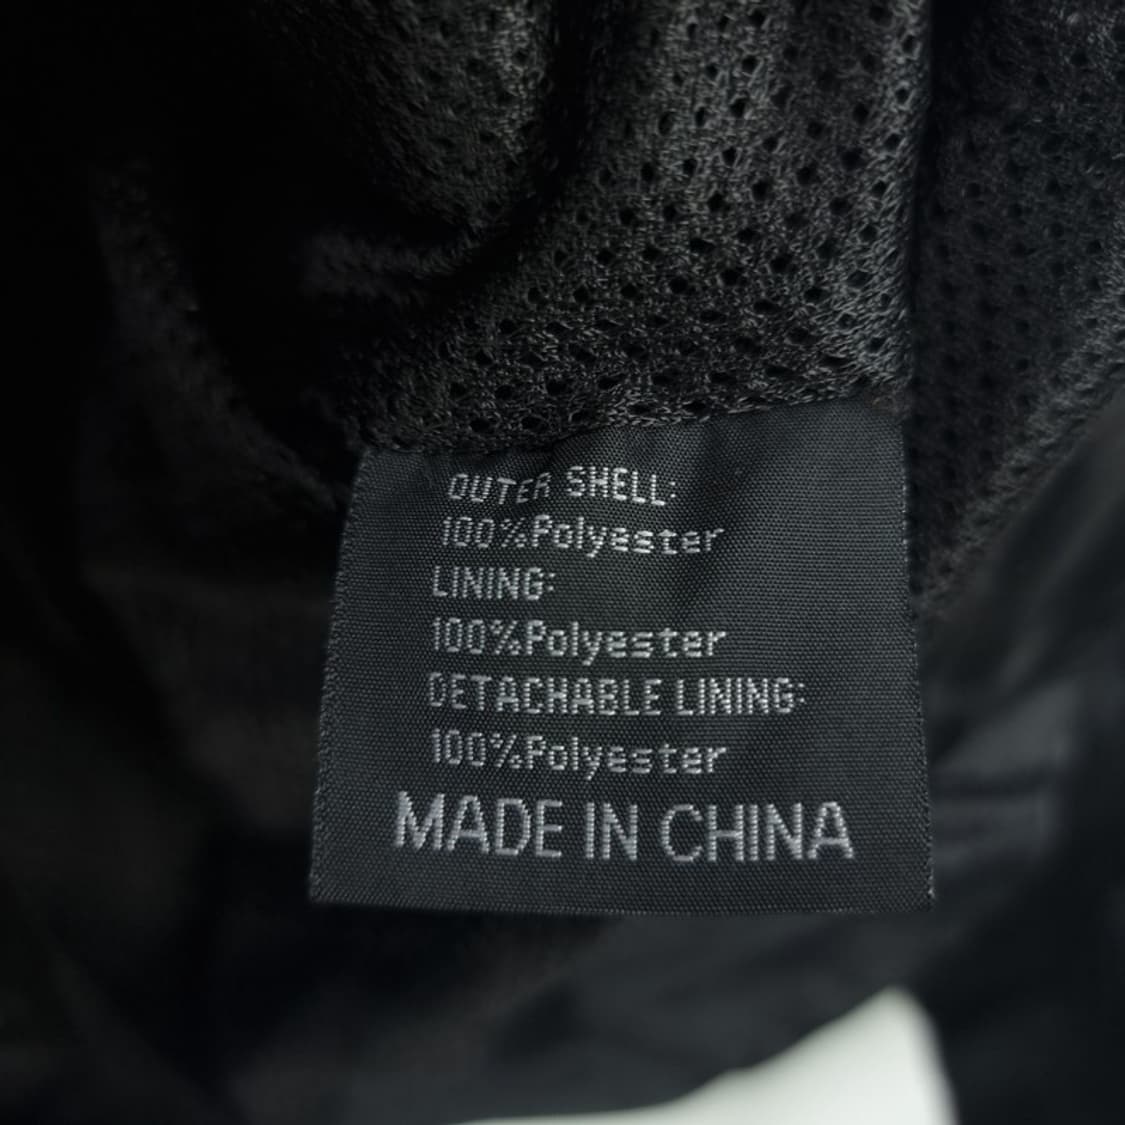 OUTER SHELL:
100%Polyester
LINING:
100%Polyester
DETACHABLE LINING:
100%Polyester
MADE IN CHINA